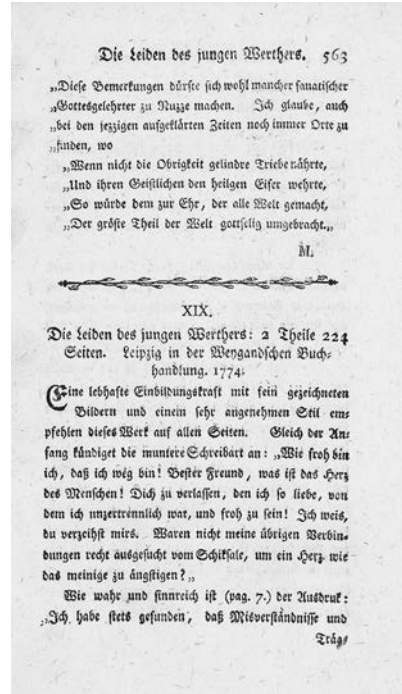 Die Leiden des jungen Werthers. 563
„Diese Bemerkungen dürfte sich wohl mancher fanatischer
„Gottesgelehrter zu Nuzze machen. Ich glaube, auch
„bei den jezzigen aufgeklärten Zeiten noch immer Orte zu
„finden, wo
„Wenn nicht die Obrigkeit gelindre Triebe nährte,
„Und ihren Geistlichen den heilgen Eifer wehrte,
„So würde dem zur Ehr, der alle Welt gemacht,
„Der gröste Theil der Welt gottselig umgebracht.„
M.
XIX.
Die Leiden des jungen Werthers: 2 Theile 224
Seiten. Leipzig in der Weygandschen Buch-
handlung. 1774.
Eine lebhafte Einbildungskraft mit fein gezeichneten
Bildern und einem sehr angenehmen Stil em-
pfehlen dieses Werk auf allen Seiten. Gleich der An-
fang kündiget die muntere Schreibart an: „Wie froh bin
ich, daß ich weg bin! Bester Freund, was ist das Herz
des Menschen! Dich zu verlassen, den ich so liebe, von
dem ich unzertrennlich war, und froh zu sein! Ich weis,
du verzeihst mirs. Waren nicht meine übrigen Verbin-
dungen recht ausgesucht vom Schiksale, um ein Herz wie
das meinige zu ängstigen?„
Wie wahr und sinnreich ist (pag. 7.) der Ausdruk:
„Ich habe stets gefunden, daß Misverständnisse und
Träg-